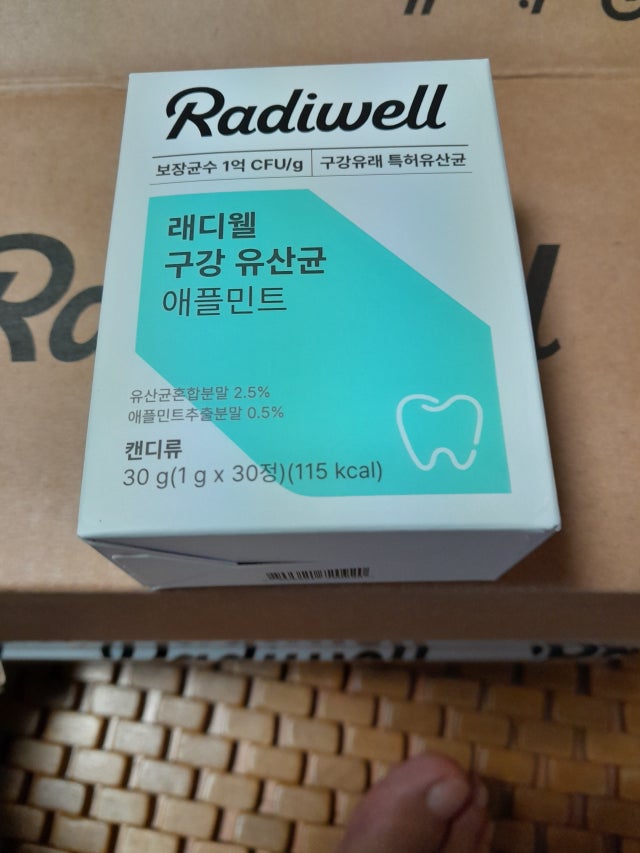 Radiwell
보장균수 1억 CFU/g | 구강유래 특허유산균
래디웰
구강 유산균
애플민트
유산균혼합분말 2.5%
애플민트추출분말 0.5%
캔디류
30 g(1 g x 30정)(115 kcal)
Radiwell